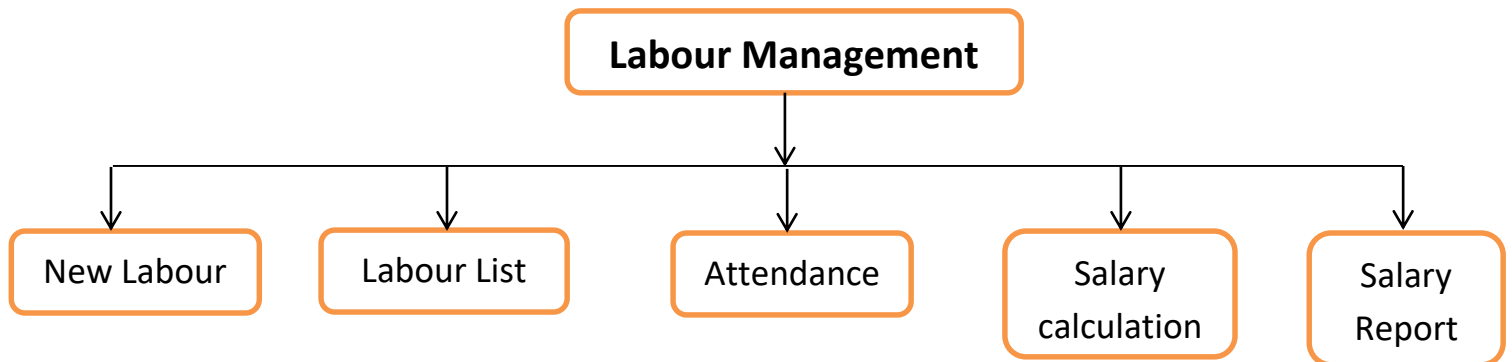 Labour Management
New Labour
Labour List
Attendance
Salary
calculation
Salary
Report